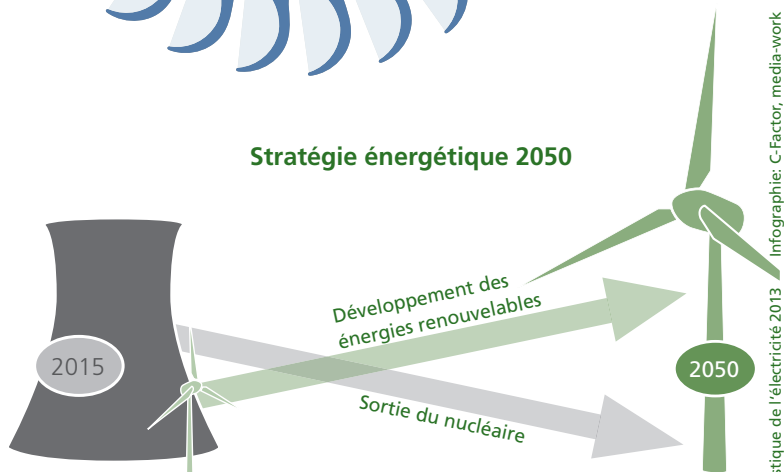 Stratégie énergétique 2050
Développement des
énergies renouvelables
2015
2050
Sortie du nucléaire
de l’électricité 2013 Infographie: C-Factor, media-work